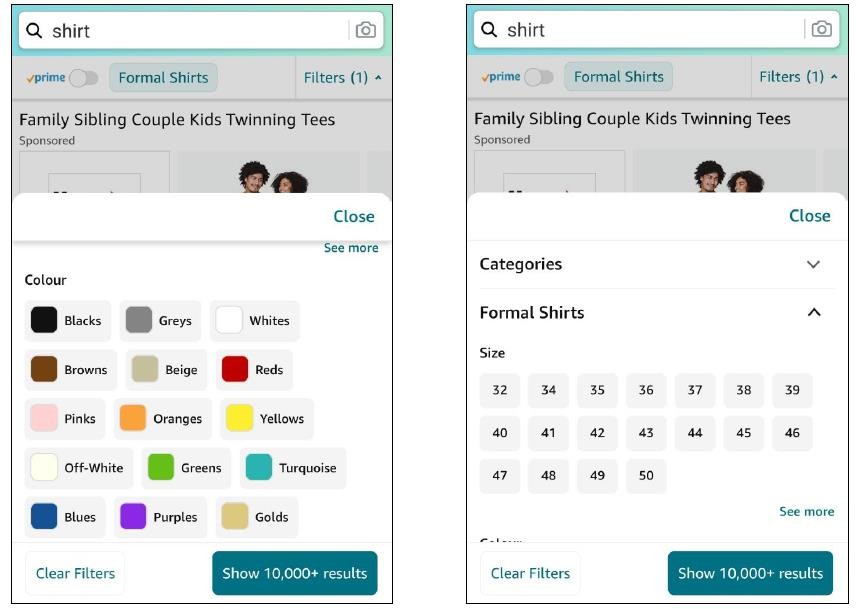 shirt
prime Formal Shirts Filters (1)
Family Sibling Couple Kids Twinning Tees
Sponsored
Close
See more
Colour
Blacks Greys Whites
Browns Beige Reds
Pinks Oranges Yellows
Off-White Greens Turquoise
Blues Purples Golds
Clear Filters Show 10,000+ results
shirt
prime Formal Shirts Filters (1)
Family Sibling Couple Kids Twinning Tees
Sponsored
Close
Categories
Formal Shirts
Size
32 34 35 36 37 38 39
40 41 42 43 44 45 46
47 48 49 50
See more
Colour
Clear Filters Show 10,000+ results